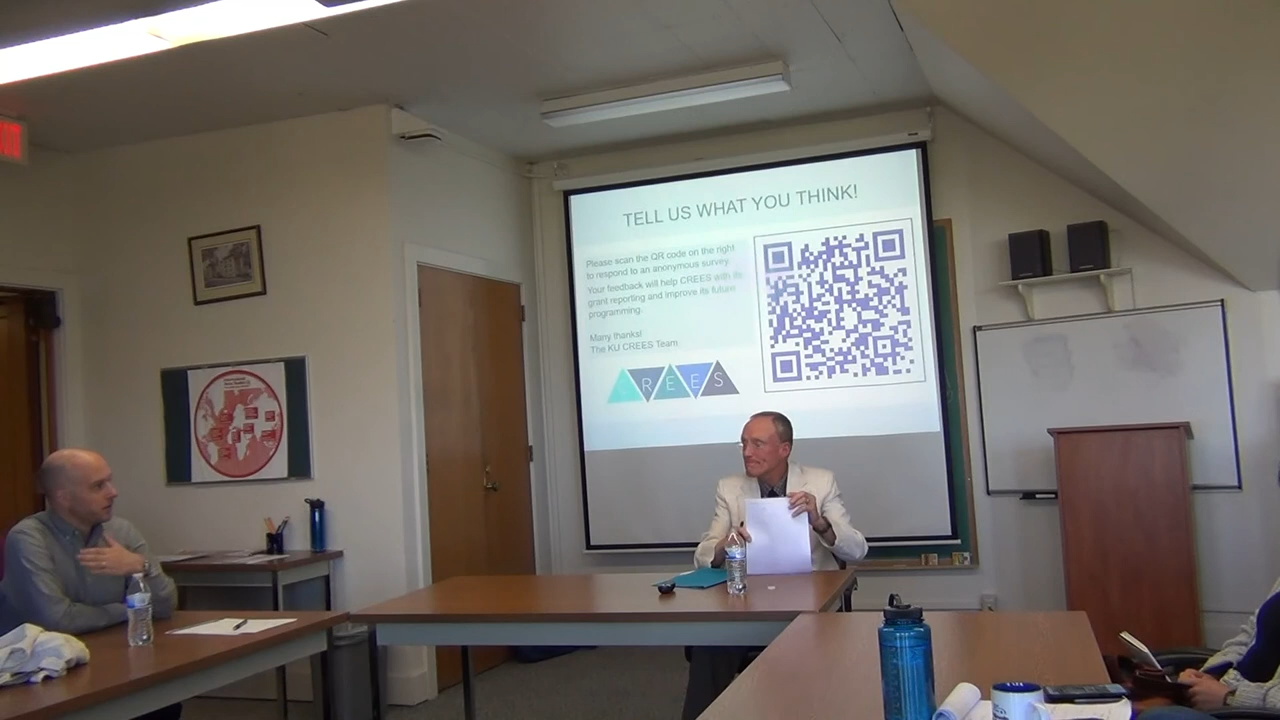 TELL US WHAT YOU THINK!
Please scan the QR code on the right
to respond to an anonymous survey.
Your feedback will help CREES with its
grant reporting and improve its future
programming.
Many thanks!
The KU CREES Team
CREES